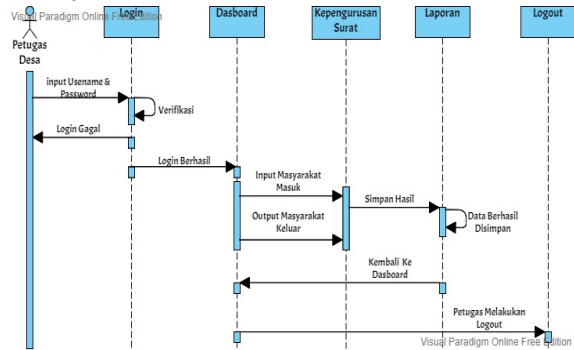 Visual Paradigm Online Free Edition
Login
Dasboard
Kepengurusan
Surat
Laporan
Logout
Petugas
Desa
input Usename &
Password
Verifikasi
Login Gagal
Login Berhasil
Input Masyarakat
Masuk
Simpan Hasil
Output Masyarakat
Keluar
Data Berhasil
Disimpan
Kembali Ke
Dasboard
Petugas Melakukan
Logout
Visual Paradigm Online Free Edition